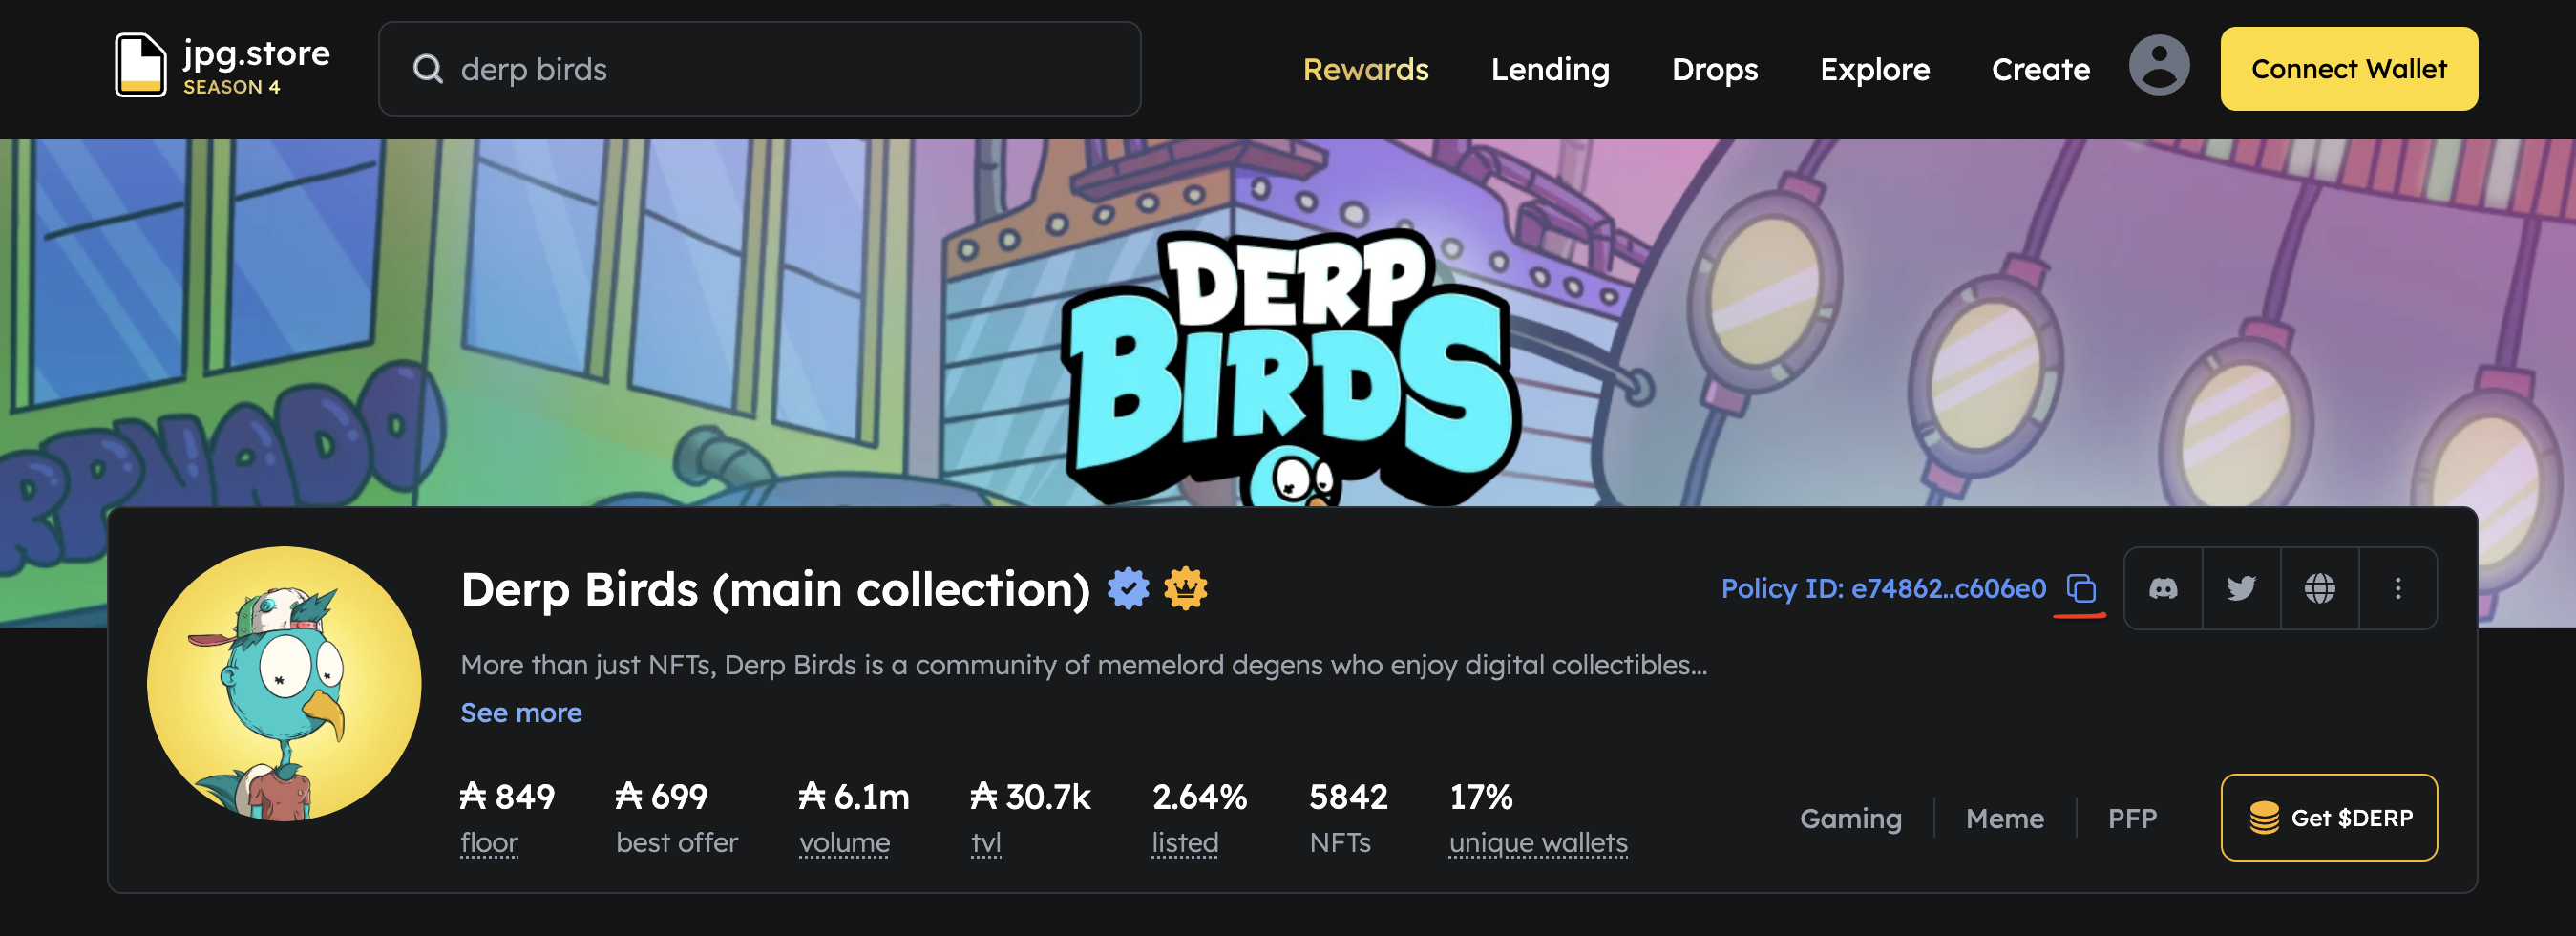 jpg.store
SEASON 4
derp birds
Rewards
Lending
Drops
Explore
Create
Connect Wallet
RPNADO
DERP
BIRDS
Derp Birds (main collection)
Policy ID: e74862..c606e0
More than just NFTs, Derp Birds is a community of memelord degens who enjoy digital collectibles...
See more
₳ 849
floor
₳ 699
best offer
₳ 6.1m
volume
₳ 30.7k
tvl
2.64%
listed
5842
NFTs
17%
unique wallets
Gaming
Meme
PFP
Get $DERP